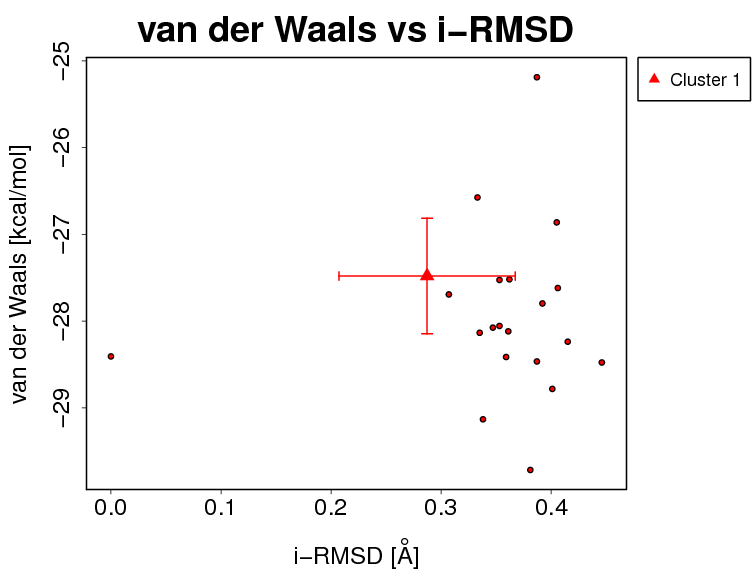 van der Waals vs i−RMSD
Cluster 1
van der Waals [kcal/mol]
−25
−26
−27
−28
−29
0.0 0.1 0.2 0.3 0.4
i−RMSD [Å]